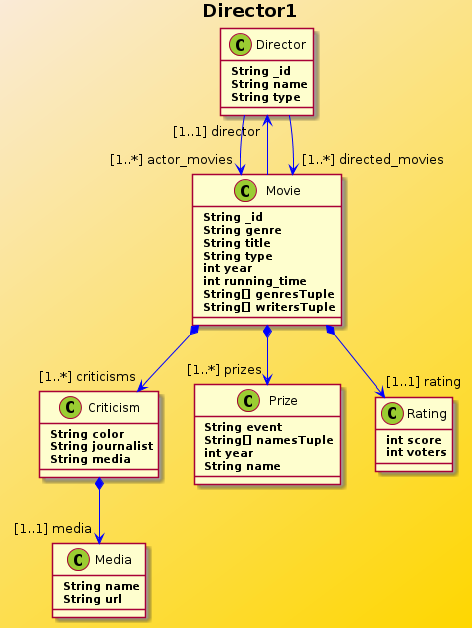 Director1
C Director
String _id
String name
String type
[1..1] director
[1..*] actor_movies
[1..*] directed_movies
C Movie
String _id
String genre
String title
String type
int year
int running_time
String[] genresTuple
String[] writersTuple
[1..*] criticisms
[1..*] prizes
[1..1] rating
C Criticism
String color
String journalist
String media
C Prize
String event
String[] namesTuple
int year
String name
C Rating
int score
int voters
[1..1] media
C Media
String name
String url